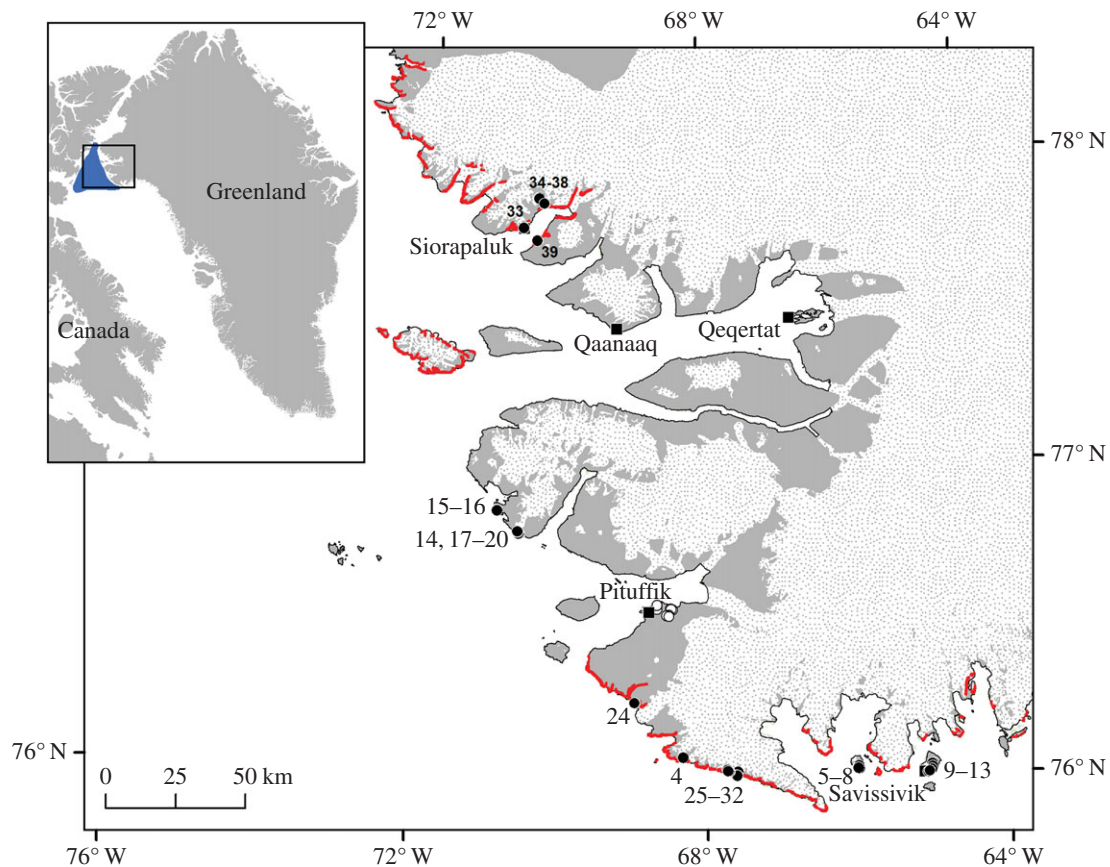 72° W 68° W 64° W
Greenland
Canada
78° N
34-38
33
Siorapaluk
39
Qaanaaq
Qeqertat
77° N
15–16
14, 17–20
Pituffik
24
76° N
0 25 50 km
4
25–32
5–8
Savissivik
9–13
76° N
76° W 72° W 68° W 64° W